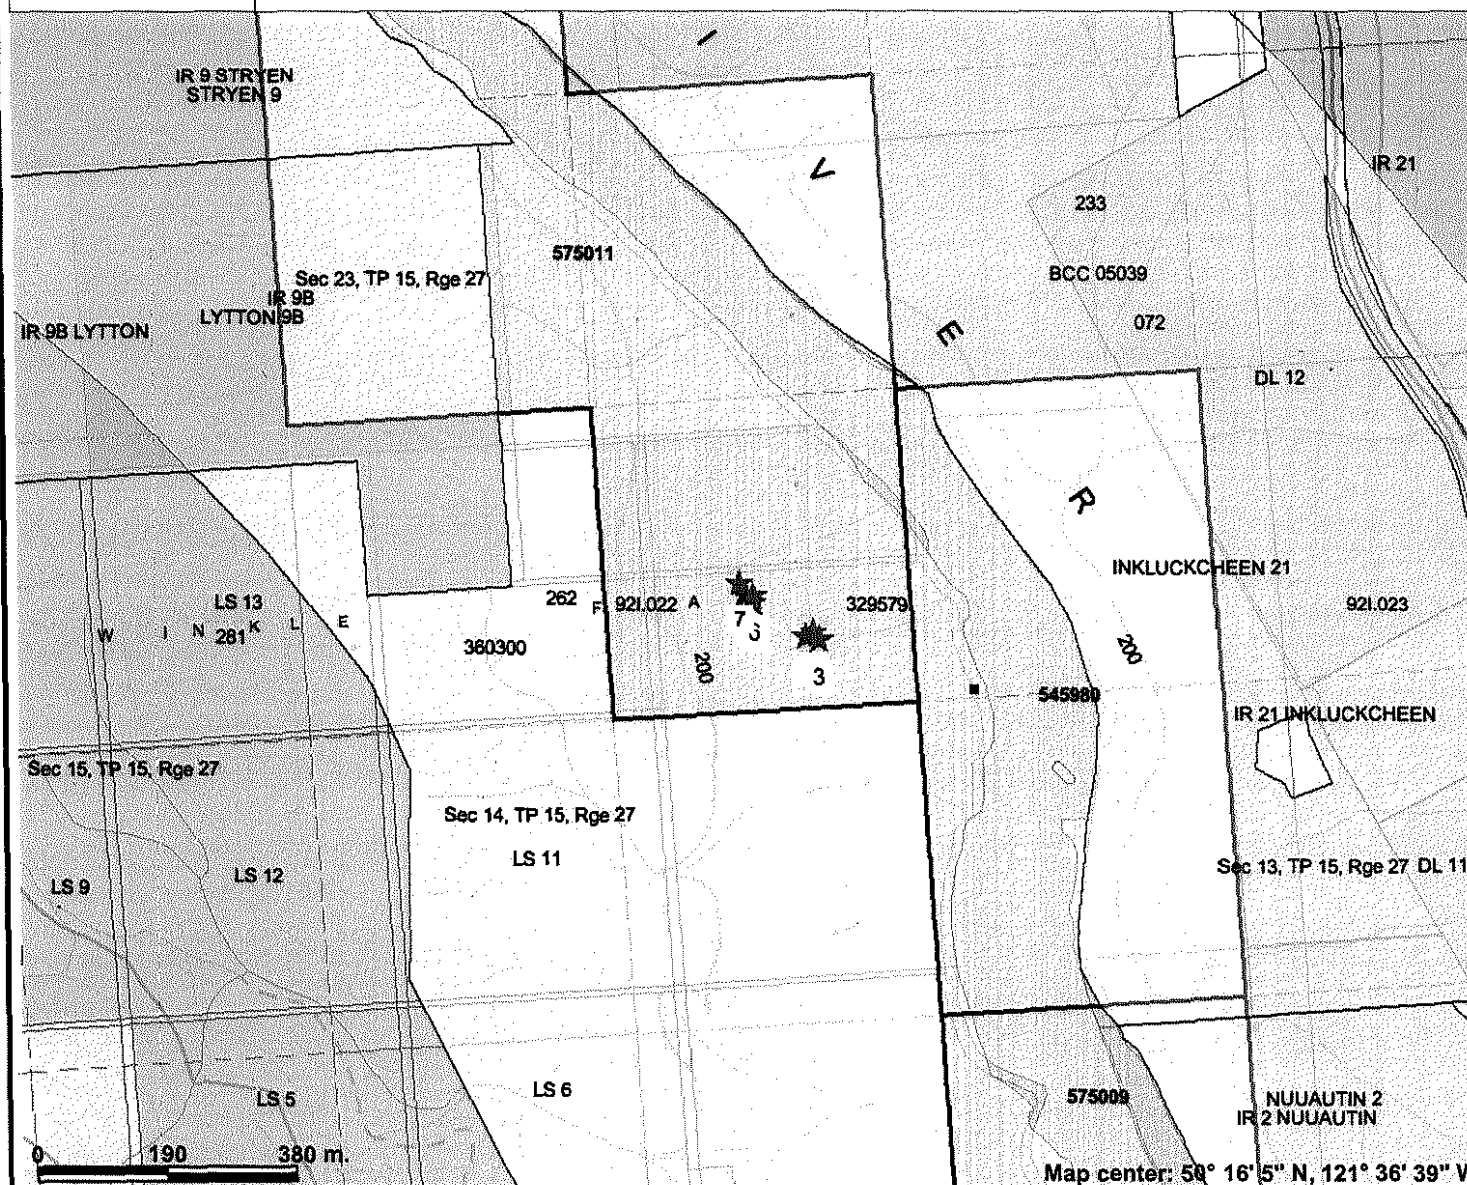 I
IR 9 STRYEN
STRYEN 9
IR 21
V
233
575011
BCC 05039
Sec 23, TP 15, Rge 27
IR 9B
LYTTON 9B
IR 9B LYTTON
072
E
DL 12
R
INKLUCKCHEEN 21
LS 13
262
F
92I.022
A
329579
92I.023
W I N K L E
281
7
6
360300
200
200
3
545980
IR 21 INKLUCKCHEEN
Sec 15, TP 15, Rge 27
Sec 14, TP 15, Rge 27
LS 11
Sec 13, TP 15, Rge 27 DL 11
LS 12
LS 9
LS 6
LS 5
575009
NUUAUTIN 2
IR 2 NUUAUTIN
0 190 380 m.
Map center: 50° 16' 5" N, 121° 36' 39" W